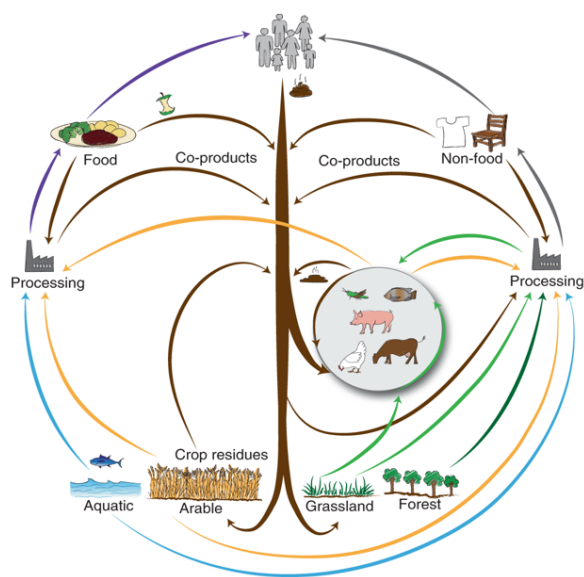 Food
Co-products
Co-products
Non-food
Processing
Processing
Crop residues
Aquatic
Arable
Grassland
Forest